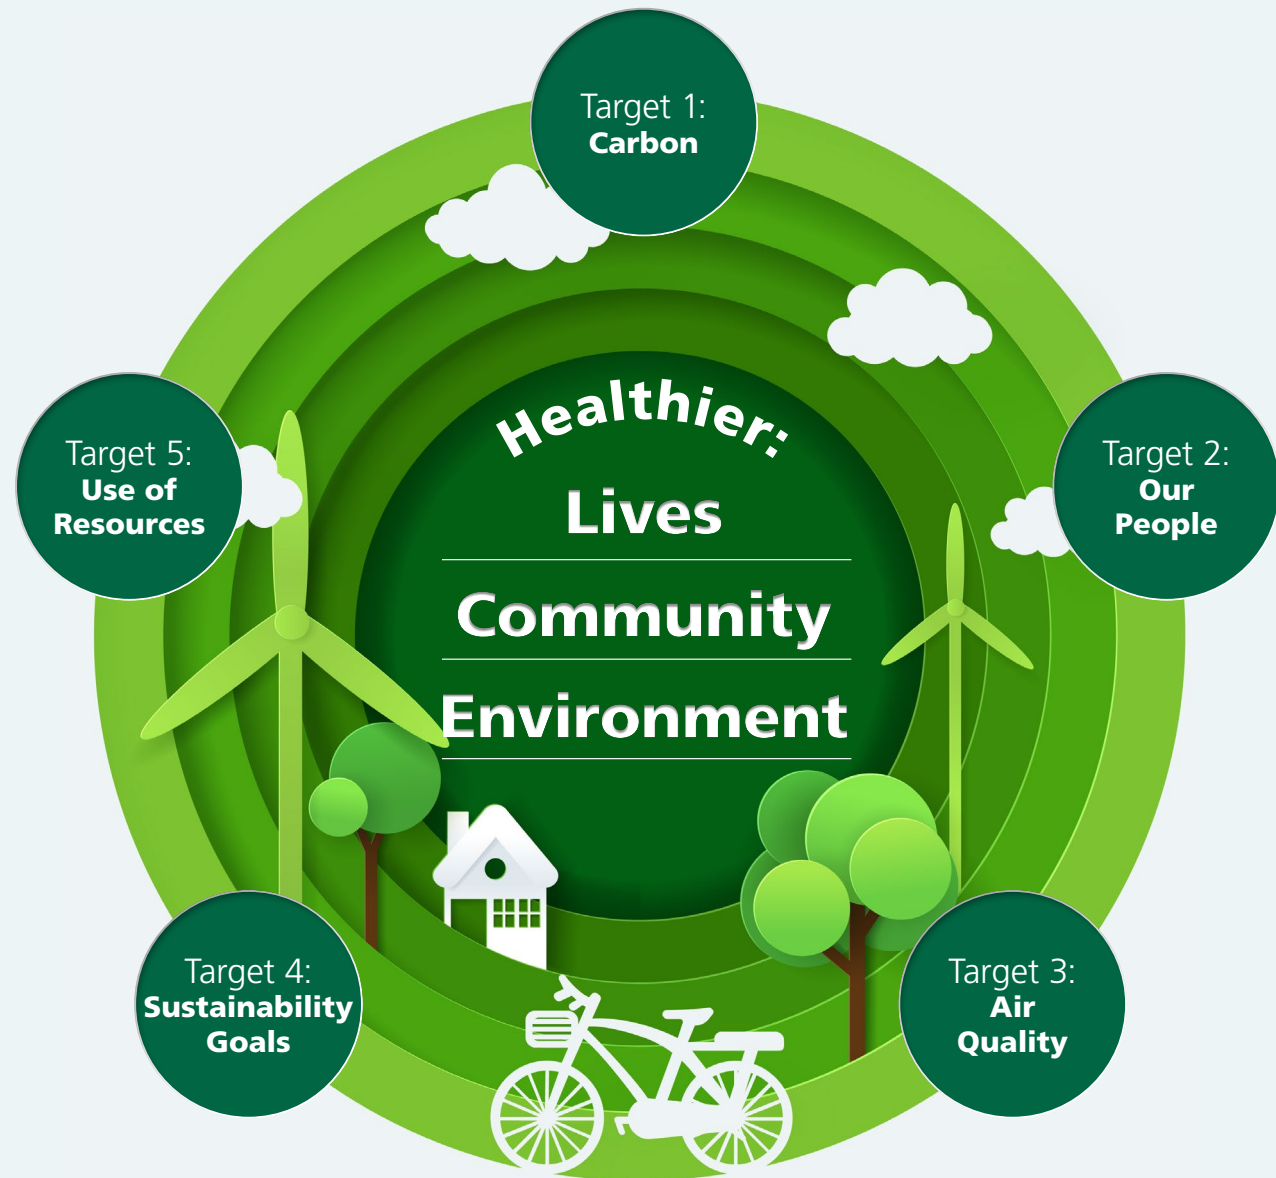 Target 1:
Carbon
Healthier:
Lives
Community
Environment
Target 2:
Our
People
Target 3:
Air
Quality
Target 4:
Sustainability
Goals
Target 5:
Use of
Resources